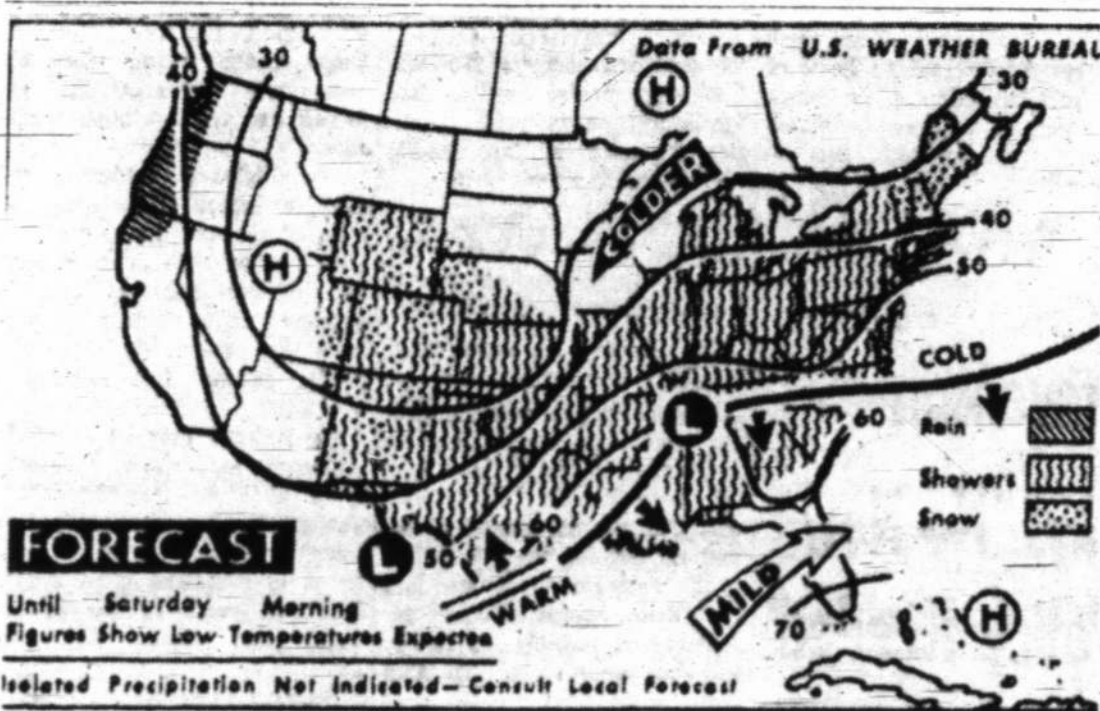 Data From U.S. WEATHER BUREAU
30
40
30
H
COLDER
40
50
H
COLD
L
60
Rain
Showers
Snow
FORECAST
L
50
60
WARM
MILD
70
H
Until Saturday Morning
Figures Show Low Temperatures Expected
Isolated Precipitation Not Indicated— Consult Local Forecast